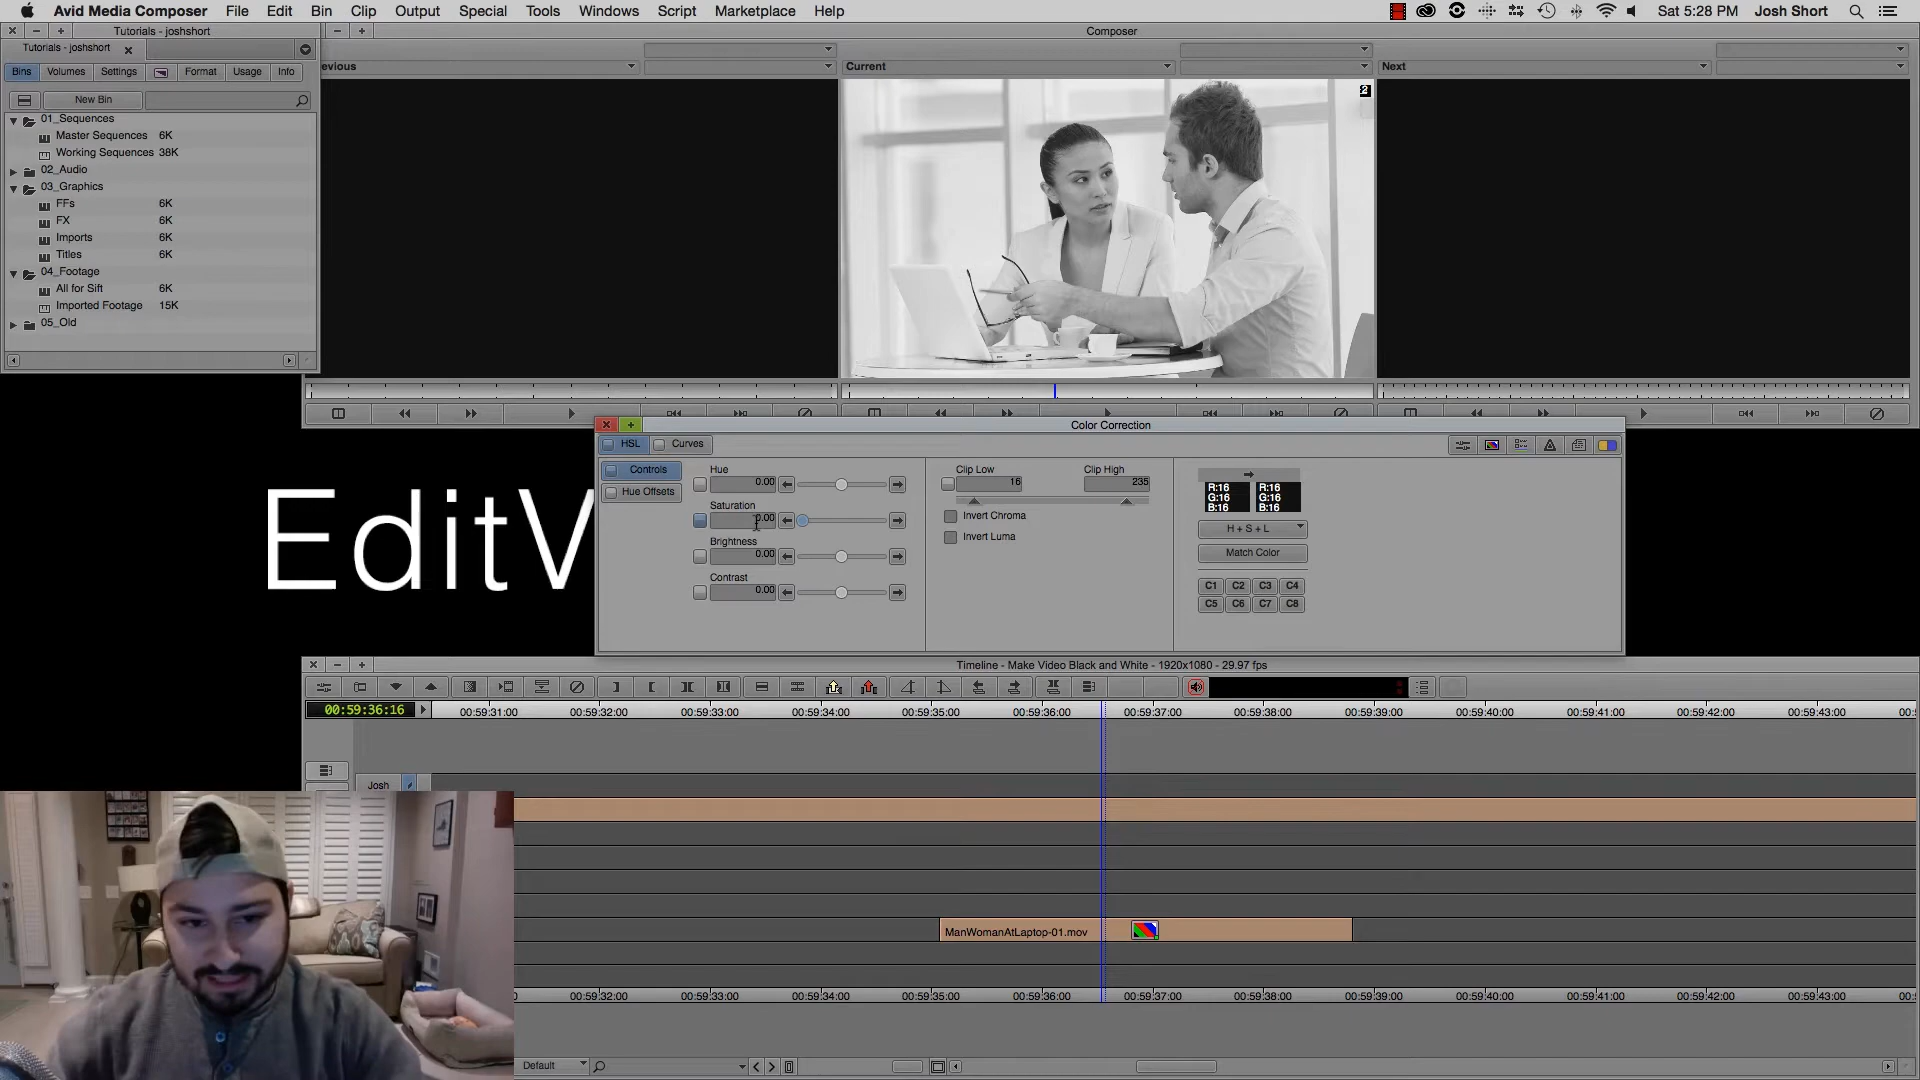 Avid Media Composer File Edit Bin Clip Output Special Tools Windows Marketplace Script Help Sat 5:28 PM Josh Short
Tutorials - joshshort
Composer
Tutorials - joshshort
Bins Volumes Settings Format Usage Info
evious
Current
Next
New Bin
2
01_Sequences
Master Sequences 6K
Working Sequences 38K
02_Audio
03_Graphics
FFs 6K
FX 6K
Imports 6K
Titles 6K
04_Footage
All for Sift 6K
Imported Footage 15K
05_Old
Color Correction
HSL Curves
Controls
Hue Offsets
Hue
0.00
Saturation
0.00
Brightness
0.00
Contrast
0.00
Clip Low Clip High
16 235
Invert Chroma
Invert Luma
R:16 R:16
G:16 G:16
B:16 B:16
H + S + L
Match Color
C1 C2 C3 C4
C5 C6 C7 C8
EditV
Timeline - Make Video Black and White - 1920x1080 - 29.97 fps
00:59:36:16
00:59:31:00 00:59:32:00 00:59:33:00 00:59:34:00 00:59:35:00 00:59:36:00 00:59:37:00 00:59:38:00 00:59:39:00 00:59:40:00 00:59:41:00 00:59:42:00 00:59:43:00 00:
Josh
ManWomanAtLaptop-01.mov
0 00:59:32:00 00:59:33:00 00:59:34:00 00:59:35:00 00:59:36:00 00:59:37:00 00:59:38:00 00:59:39:00 00:59:40:00 00:59:41:00 00:59:42:00 00:59:43:00 00:5
Default